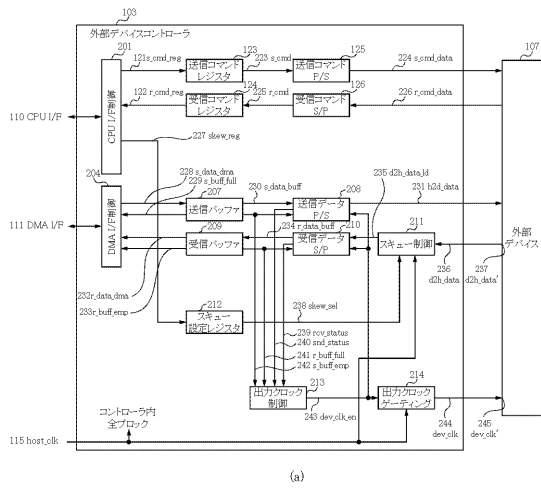 103
外部デバイスコントローラ
201
CPU I/F制御
121s_cmd_reg
123
送信コマンド
レジスタ
223 s_cmd
125
送信コマンド
P/S
224 s_cmd_data
107
122 r_cmd_reg
124
受信コマンド
レジスタ
225 r_cmd
126
受信コマンド
S/P
226 r_cmd_data
110 CPU I/F
227 skew_reg
204
DMA I/F制御
228 s_data_dma
229 s_buff_full
207
送信バッファ
230 s_data_buff
208
送信データ
P/S
235 d2h_data_ld
231 h2d_data
111 DMA I/F
209
受信バッファ
234 r_data_buff
210
受信データ
S/P
211
スキュー制御
外部
デバイス
236
d2h_data
237
d2h_data'
232r_data_dma
233r_buff_emp
212
スキュー
設定レジスタ
238 skew_sel
239 rcv_status
240 snd_status
241 r_buff_full
242 s_buff_emp
213
出力クロック
制御
243 dev_clk_en
214
出力クロック
ゲーティング
244
dev_clk
245
dev_clk'
コントローラ内
全ブロック
115 host_clk
(a)